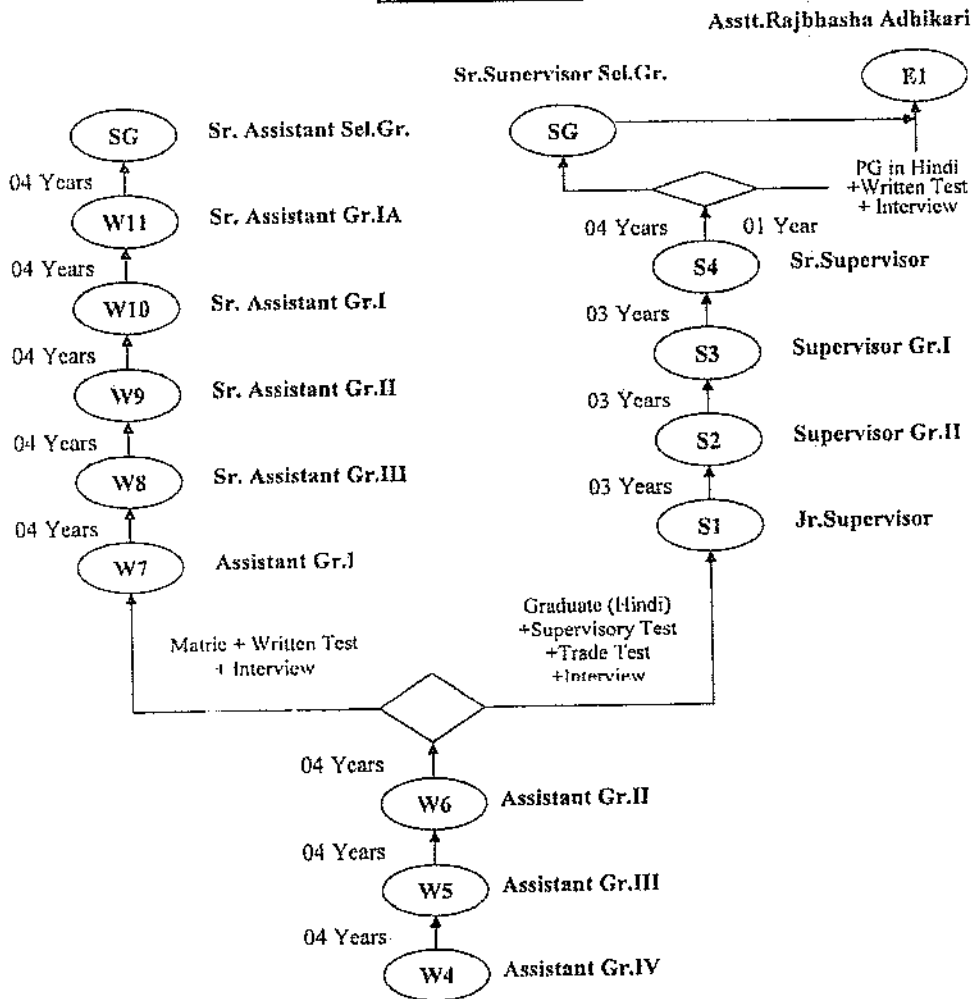 Asstt.Rajbhasha Adhikari
E1
Sr.Sunervisor Sel.Gr.
SG
PG in Hindi
+Written Test
+ Interview
04 Years
01 Year
S4
Sr.Supervisor
03 Years
S3
Supervisor Gr.I
03 Years
S2
Supervisor Gr.II
03 Years
S1
Jr.Supervisor
Graduate (Hindi)
+Supervisory Test
+Trade Test
+Interview
SG
Sr. Assistant Sel.Gr.
04 Years
W11
Sr. Assistant Gr.IA
04 Years
W10
Sr. Assistant Gr.I
04 Years
W9
Sr. Assistant Gr.II
04 Years
W8
Sr. Assistant Gr.III
04 Years
W7
Assistant Gr.I
Matric + Written Test
+ Interview
04 Years
W6
Assistant Gr.II
04 Years
W5
Assistant Gr.III
04 Years
W4
Assistant Gr.IV